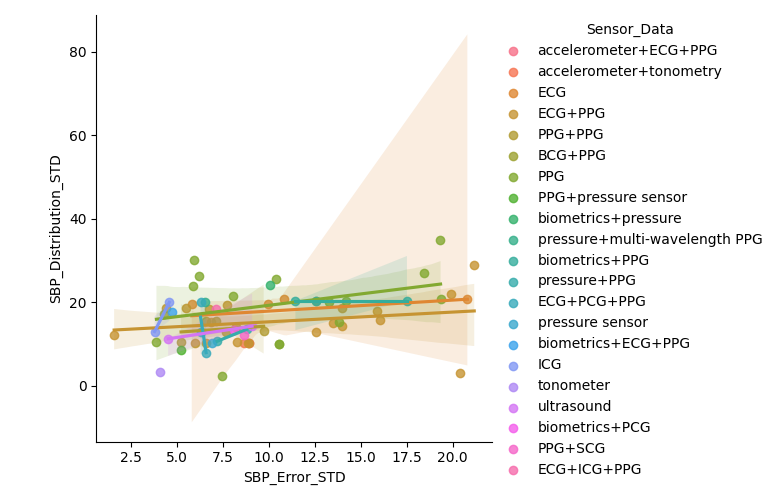 Sensor_Data
accelerometer+ECG+PPG
accelerometer+tonometry
ECG
ECG+PPG
PPG+PPG
BCG+PPG
PPG
PPG+pressure sensor
biometrics+pressure
pressure+multi-wavelength PPG
biometrics+PPG
pressure+PPG
ECG+PCG+PPG
pressure sensor
biometrics+ECG+PPG
ICG
tonometer
ultrasound
biometrics+PCG
PPG+SCG
ECG+ICG+PPG
SBP_Distribution_STD
80
60
40
20
0
2.5 5.0 7.5 10.0 12.5 15.0 17.5 20.0
SBP_Error_STD